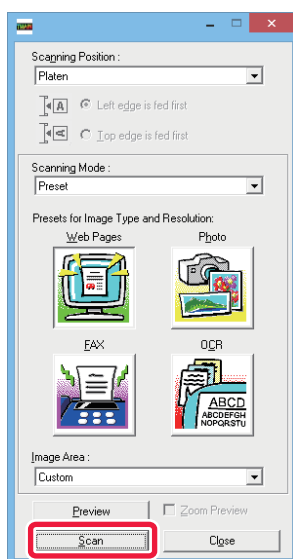 Scanning Position :
Platen
A Left edge is fed first
A Top edge is fed first
Scanning Mode :
Preset
Presets for Image Type and Resolution:
Web Pages Photo
FAX OCR
ABCD
ABCDEFGH
NOPQRSTU
Image Area :
Custom
Preview Zoom Preview
Scan Close